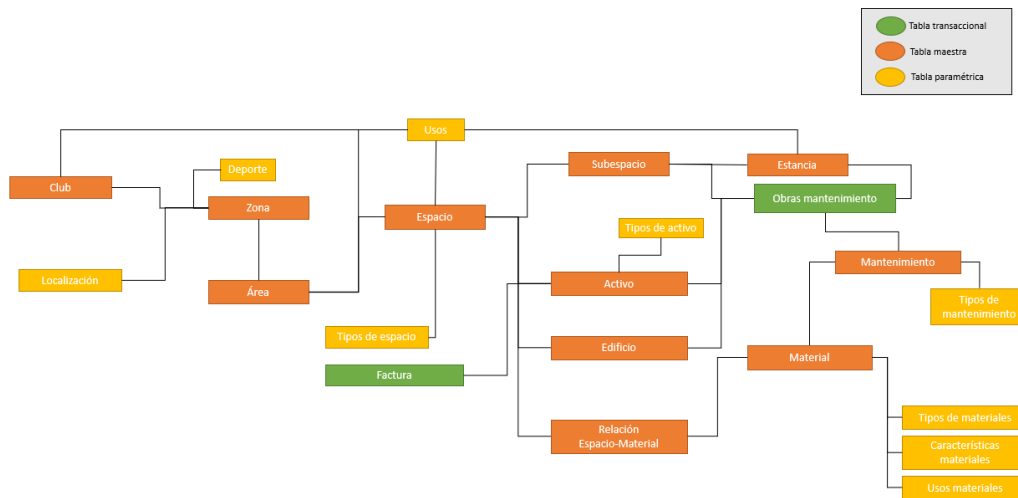 Tabla transaccional
Tabla maestra
Tabla paramétrica
Usos
Deporte
Club
Zona
Localización
Área
Espacio
Tipos de espacio
Factura
Subespacio
Estancia
Obras mantenimiento
Tipos de activo
Activo
Mantenimiento
Tipos de
mantenimiento
Edificio
Material
Relación
Espacio-Material
Tipos de materiales
Características
materiales
Usos materiales